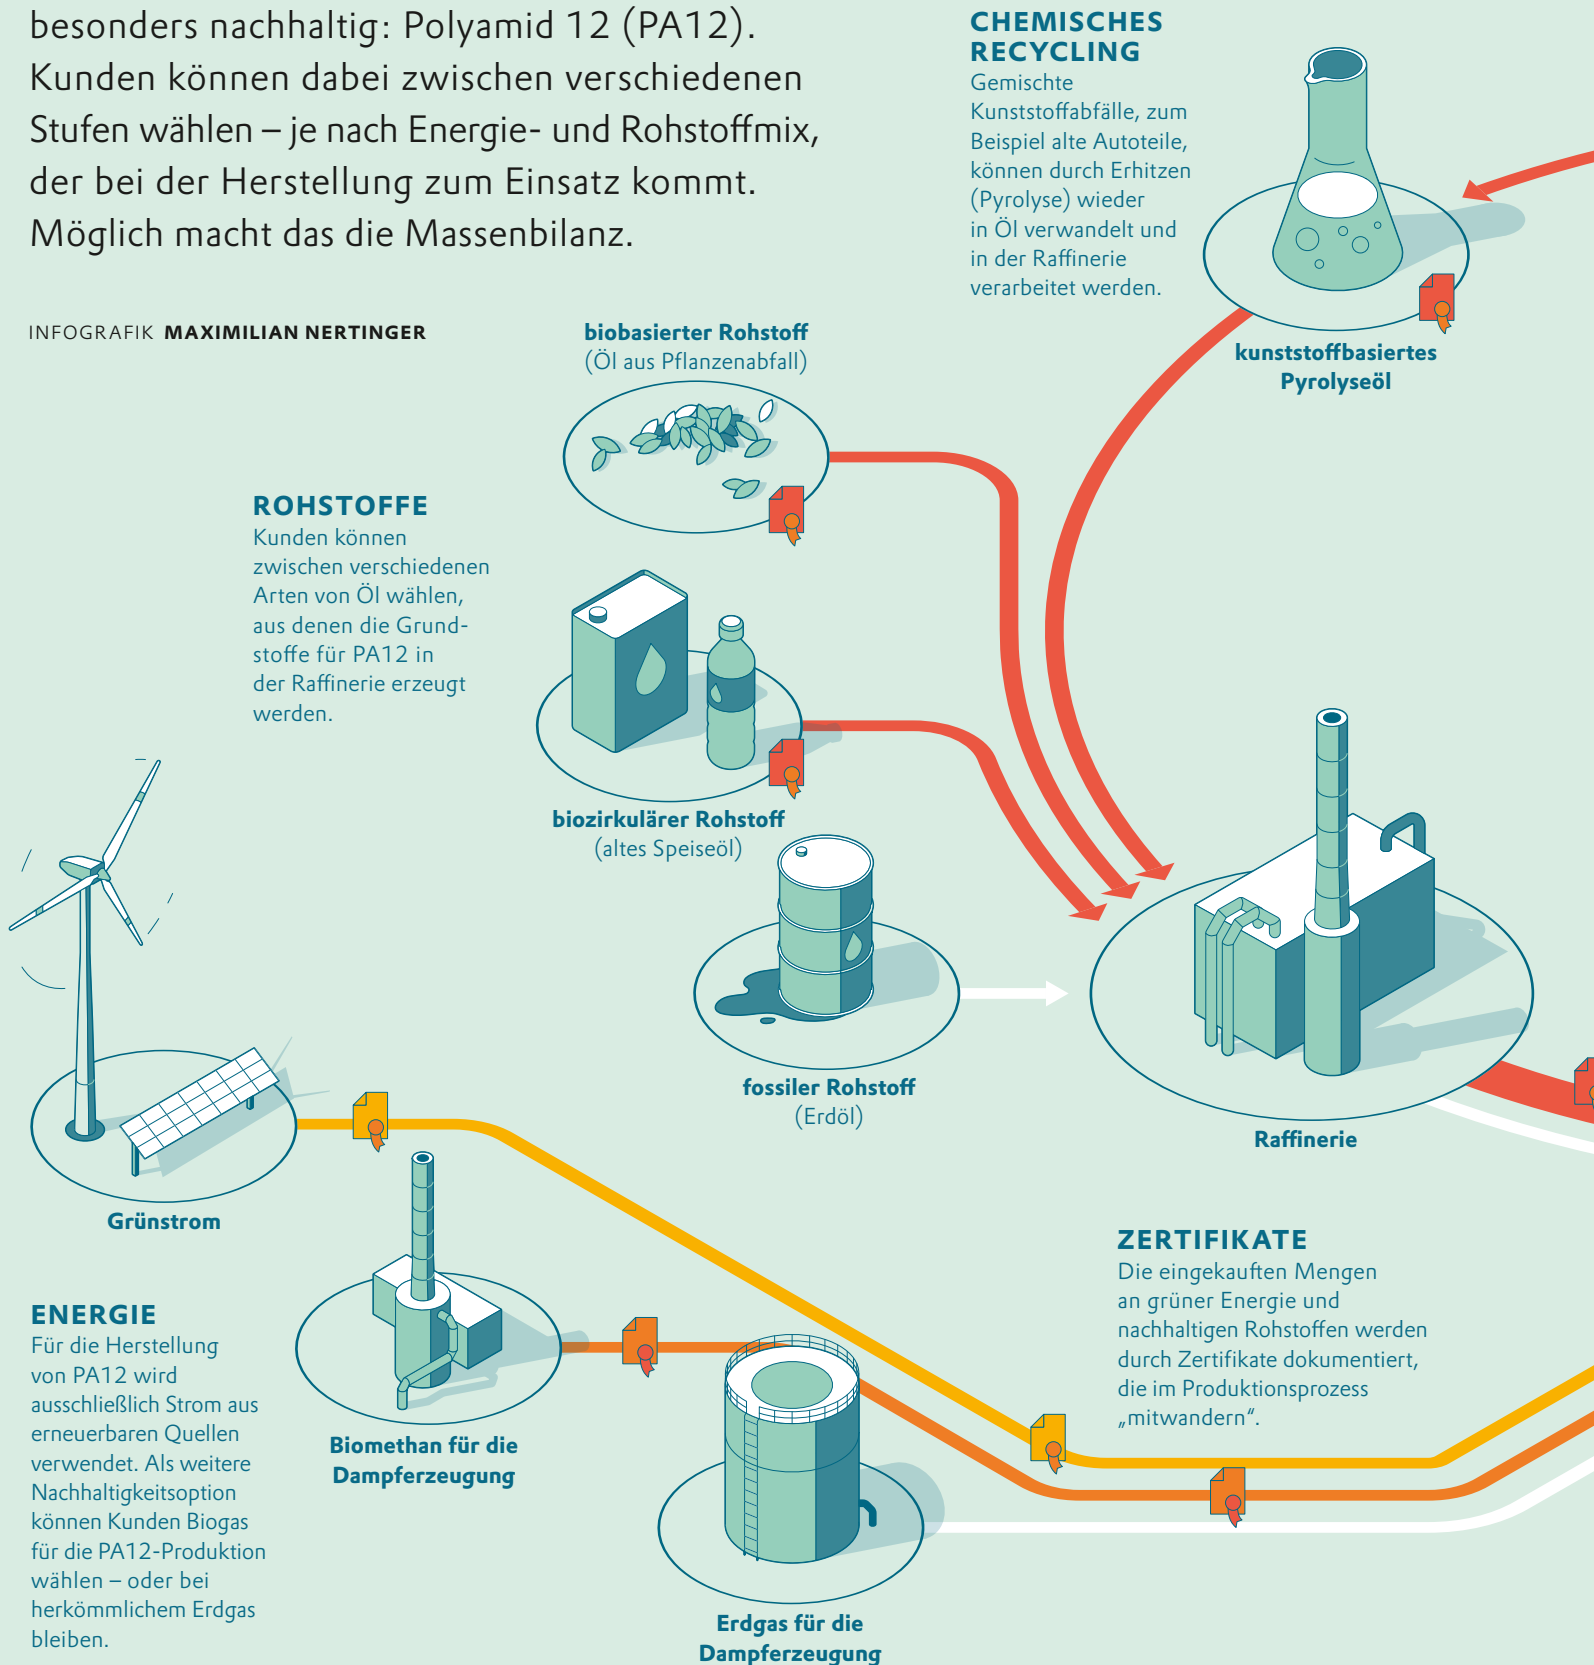 besonders nachhaltig: Polyamid 12 (PA12).
Kunden können dabei zwischen verschiedenen
Stufen wählen – je nach Energie- und Rohstoffmix,
der bei der Herstellung zum Einsatz kommt.
Möglich macht das die Massenbilanz.
INFOGRAFIK MAXIMILIAN NERTINGER
CHEMISCHES
RECYCLING
Gemischte
Kunststoffabfälle, zum
Beispiel alte Autoteile,
können durch Erhitzen
(Pyrolyse) wieder
in Öl verwandelt und
in der Raffinerie
verarbeitet werden.
kunststoffbasiertes
Pyrolyseöl
biobasierter Rohstoff
(Öl aus Pflanzenabfall)
ROHSTOFFE
Kunden können
zwischen verschiedenen
Arten von Öl wählen,
aus denen die Grund-
stoffe für PA12 in
der Raffinerie erzeugt
werden.
biozirkulärer Rohstoff
(altes Speiseöl)
fossiler Rohstoff
(Erdöl)
Raffinerie
Grünstrom
ENERGIE
Für die Herstellung
von PA12 wird
ausschließlich Strom aus
erneuerbaren Quellen
verwendet. Als weitere
Nachhaltigkeitsoption
können Kunden Biogas
für die PA12-Produktion
wählen – oder bei
herkömmlichem Erdgas
bleiben.
Biomethan für die
Dampferzeugung
Erdgas für die
Dampferzeugung
ZERTIFIKATE
Die eingekauften Mengen
an grüner Energie und
nachhaltigen Rohstoffen werden
durch Zertifikate dokumentiert,
die im Produktionsprozess
„mitwandern“.